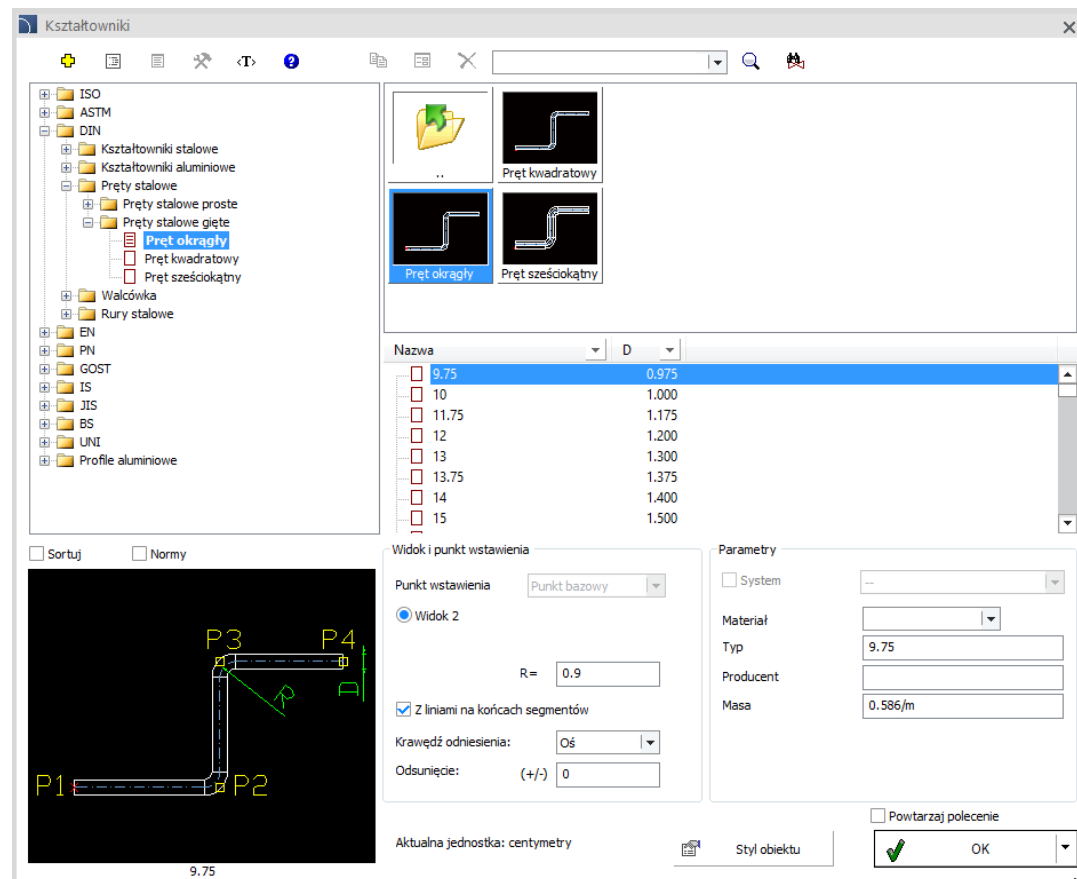 Kształtowniki
<T>
?
ISO
ASTM
DIN
Kształtowniki stalowe
Kształtowniki aluminiowe
Pręty stalowe
Pręty stalowe proste
Pręty stalowe gięte
Pręt okrągły
Pręt kwadratowy
Pręt sześciokątny
Walcówka
Rury stalowe
EN
PN
GOST
IS
JIS
BS
UNI
Profile aluminiowe
..
Pręt kwadratowy
Pręt okrągły
Pręt sześciokątny
Nazwa D
9.75 0.975
10 1.000
11.75 1.175
12 1.200
13 1.300
13.75 1.375
14 1.400
15 1.500
Sortuj Normy
P3 P4
R D
P1 P2
9.75
Widok i punkt wstawienia
Punkt wstawienia Punkt bazowy
Widok 2
R= 0.9
Z liniami na końcach segmentów
Krawędź odniesienia: Oś
Odsunięcie: (+/-) 0
Parametry
System --
Materiał
Typ 9.75
Producent
Masa 0.586/m
Powtarzaj polecenie
Aktualna jednostka: centymetry
Styl obiektu
OK